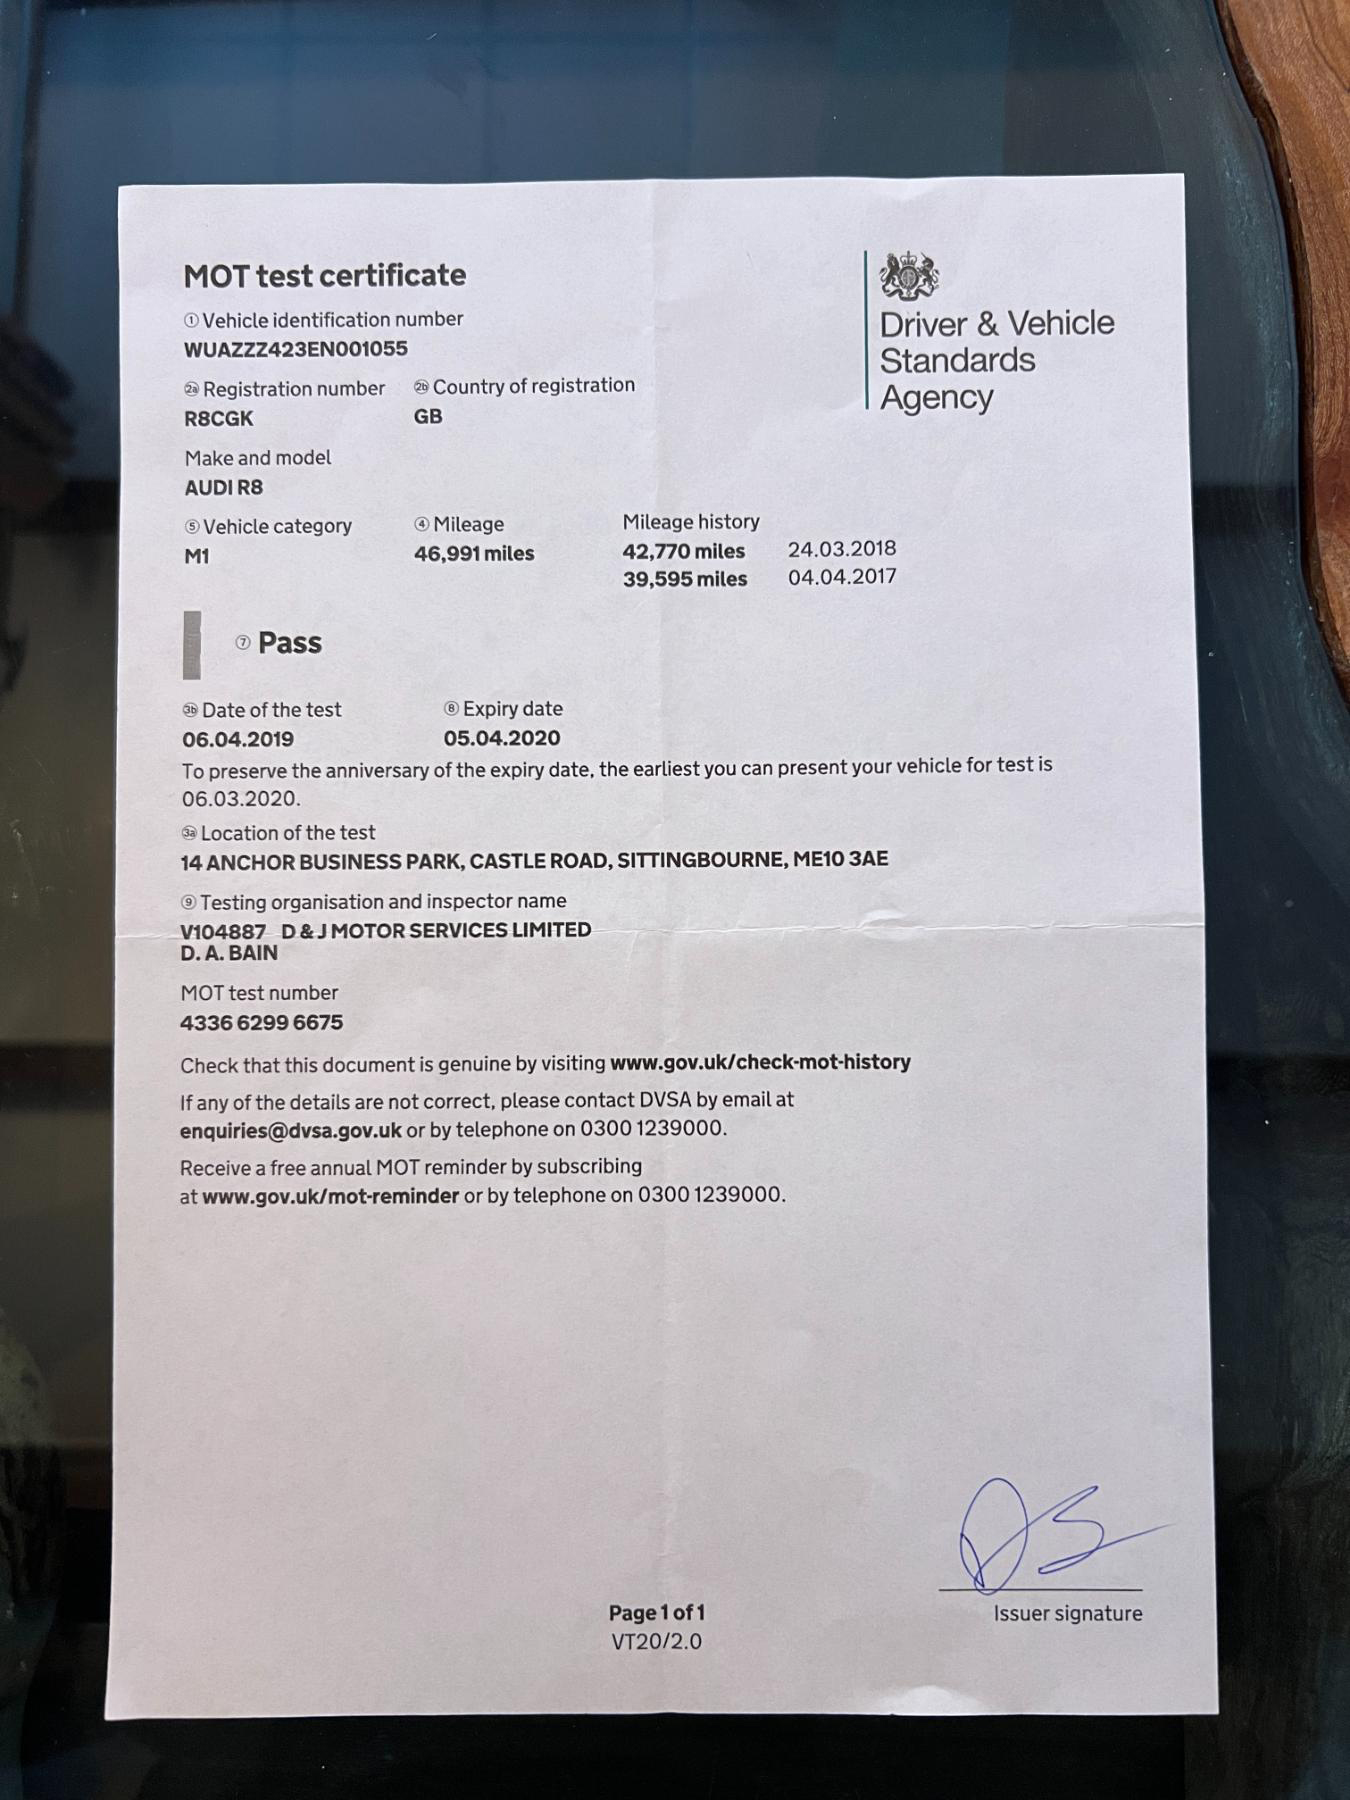 MOT test certificate
① Vehicle identification number
WUAZZZ423EN001055
2a Registration number 2b Country of registration
R8CGK GB
Make and model
AUDI R8
⑤ Vehicle category ④ Mileage Mileage history
M1 46,991 miles 42,770 miles 24.03.2018
39,595 miles 04.04.2017
⑦ Pass
3b Date of the test ⑧ Expiry date
06.04.2019 05.04.2020
To preserve the anniversary of the expiry date, the earliest you can present your vehicle for test is
06.03.2020.
3a Location of the test
14 ANCHOR BUSINESS PARK, CASTLE ROAD, SITTINGBOURNE, ME10 3AE
⑨ Testing organisation and inspector name
V104887 D & J MOTOR SERVICES LIMITED
D. A. BAIN
MOT test number
4336 6299 6675
Check that this document is genuine by visiting www.gov.uk/check-mot-history
If any of the details are not correct, please contact DVSA by email at
enquiries@dvsa.gov.uk or by telephone on 0300 1239000.
Receive a free annual MOT reminder by subscribing
at www.gov.uk/mot-reminder or by telephone on 0300 1239000.
Driver & Vehicle
Standards
Agency
Issuer signature
Page 1 of 1
VT20/2.0